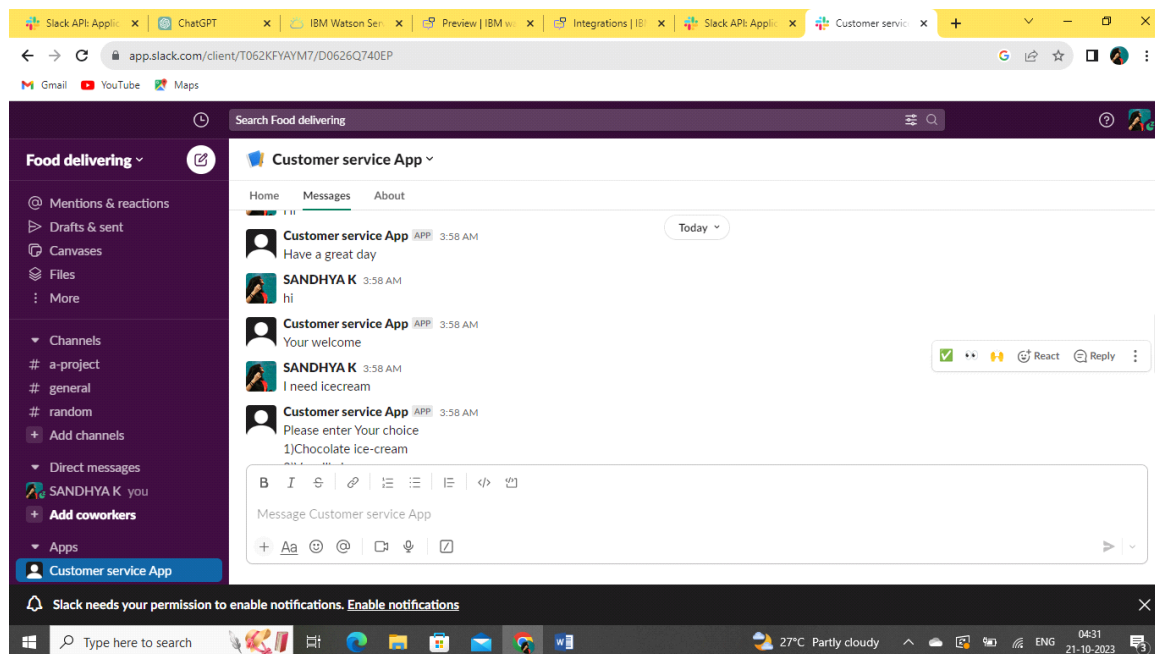 Slack API: Applic
ChatGPT
IBM Watson Serv
Preview | IBM wa
Integrations | IBM
Slack API: Applic
Customer servic
app.slack.com/client/T062KFYAYM7/D0626Q740EP
Gmail
YouTube
Maps
Search Food delivering
Food delivering
Customer service App
Home Messages About
Mentions & reactions
Drafts & sent
Canvases
Files
More
Channels
# a-project
# general
# random
+ Add channels
Direct messages
SANDHYA K you
+ Add coworkers
Apps
Customer service App
Today
Customer service App APP 3:58 AM
Have a great day
SANDHYA K 3:58 AM
hi
Customer service App APP 3:58 AM
Your welcome
React
Reply
SANDHYA K 3:58 AM
I need icecream
Customer service App APP 3:58 AM
Please enter Your choice
1)Chocolate ice-cream
B I S
Message Customer service App
+ Aa
Slack needs your permission to enable notifications. Enable notifications
Type here to search
27°C Partly cloudy
ENG
04:31
21-10-2023